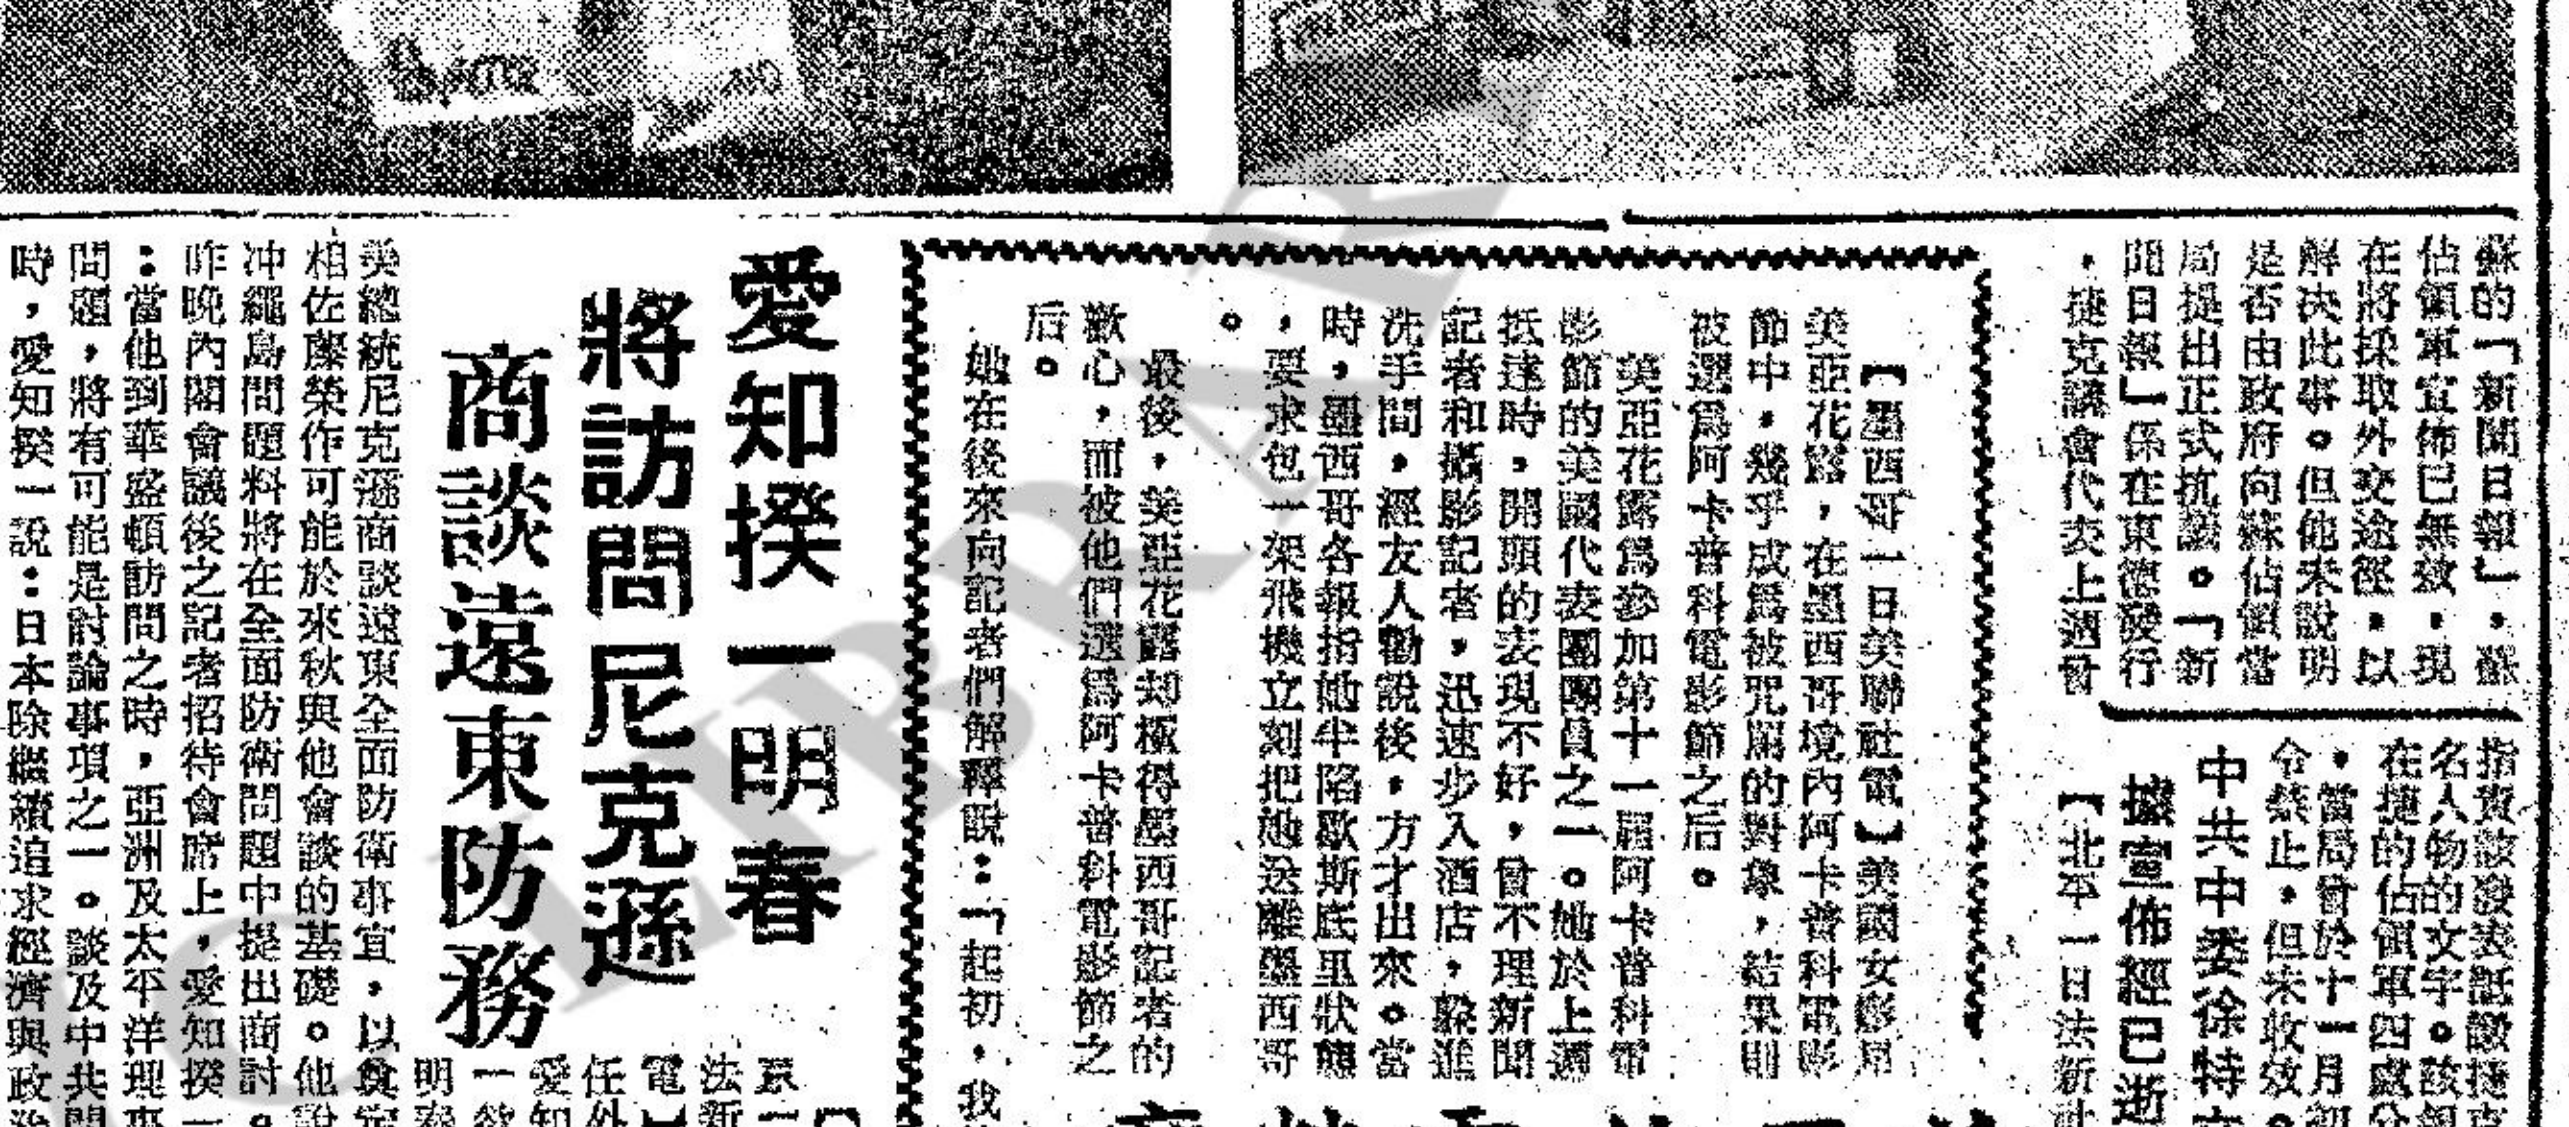 蘇的「新聞日報」，蘇
佔領軍宣佈已無效，現
在將採取外交途徑，以
解決此事。但他未說明
是否由政府向蘇佔領當
局提出正式抗議。「新
聞日報」係在東德發行
，捷克議會代表上週曾
名人物的文字。該報
在捷的佔領軍四處分
，當局曾於十一月初
令禁止，但未收效。
中共中委徐特
據宣佈經已逝
【北平一日法新社
【墨西哥一日美聯社電】美國女影星
美亞花露，在墨西哥境內阿卡普科電影
節中，幾乎成爲被咒罵的對象，結果則
被選爲阿卡普科電影節之后。
美亞花露爲參加第十一屆阿卡普科電
影節的美國代表團團員之一。她於上週
抵達時，開頭的表現不好，曾不理新聞
記者和攝影記者，迅速步入酒店，躲進
洗手間，經友人勸說後，方才出來。當
時，墨西哥各報指她半陷歇斯底里狀態
，要求包一架飛機立刻把她送離墨西哥
。
最後，美亞花露却極得墨西哥記者的
歡心，而被他們選爲阿卡普科電影節之
后。
她在後來向記者們解釋說：「起初，我
愛知揆一明春
將訪問尼克遜
商談遠東防務
法新
電】
任外
愛知
一欲
明春
美總統尼克遜商談遠東全面防衛事宜，以奠定
相佐藤榮作可能於來秋與他會談的基礎。他說
冲繩島問題料將在全面防衛問題中提出商討。
昨晚內閣會議後之記者招待會席上，愛知揆一
：當他到華盛頓訪問之時，亞洲及太平洋理事
問題，將有可能是討論事項之一。談及中共問
時，愛知揆一說：日本除繼續追求經濟與政治
LIBRARY